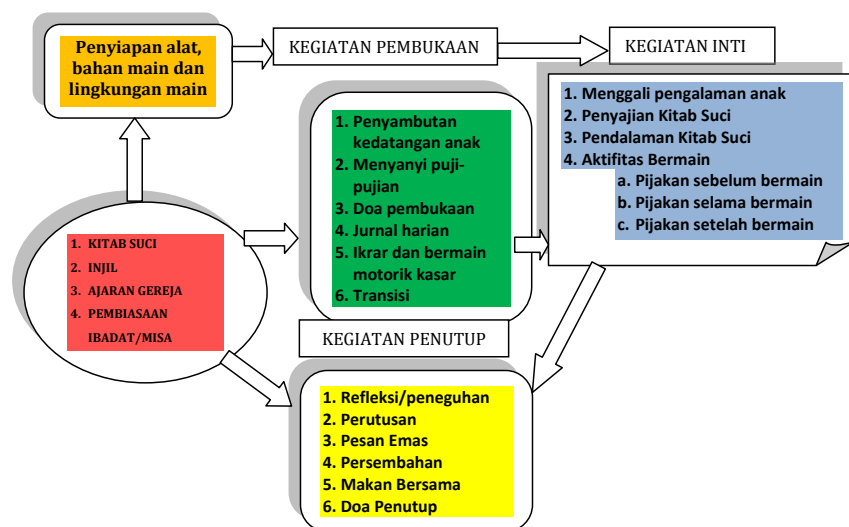 Penyiapan alat,
bahan main dan
lingkungan main
KEGIATAN PEMBUKAAN
KEGIATAN INTI
1. Penyambutan
kedatangan anak
2. Menyanyi puji-
pujian
3. Doa pembukaan
4. Jurnal harian
5. Ikrar dan bermain
motorik kasar
6. Transisi
1. Menggali pengalaman anak
2. Penyajian Kitab Suci
3. Pendalaman Kitab Suci
4. Aktifitas Bermain
a. Pijakan sebelum bermain
b. Pijakan selama bermain
c. Pijakan setelah bermain
1. KITAB SUCI
2. INJIL
3. AJARAN GEREJA
4. PEMBIASAAN
IBADAT/MISA
KEGIATAN PENUTUP
1. Refleksi/peneguhan
2. Perutusan
3. Pesan Emas
4. Persembahan
5. Makan Bersama
6. Doa Penutup